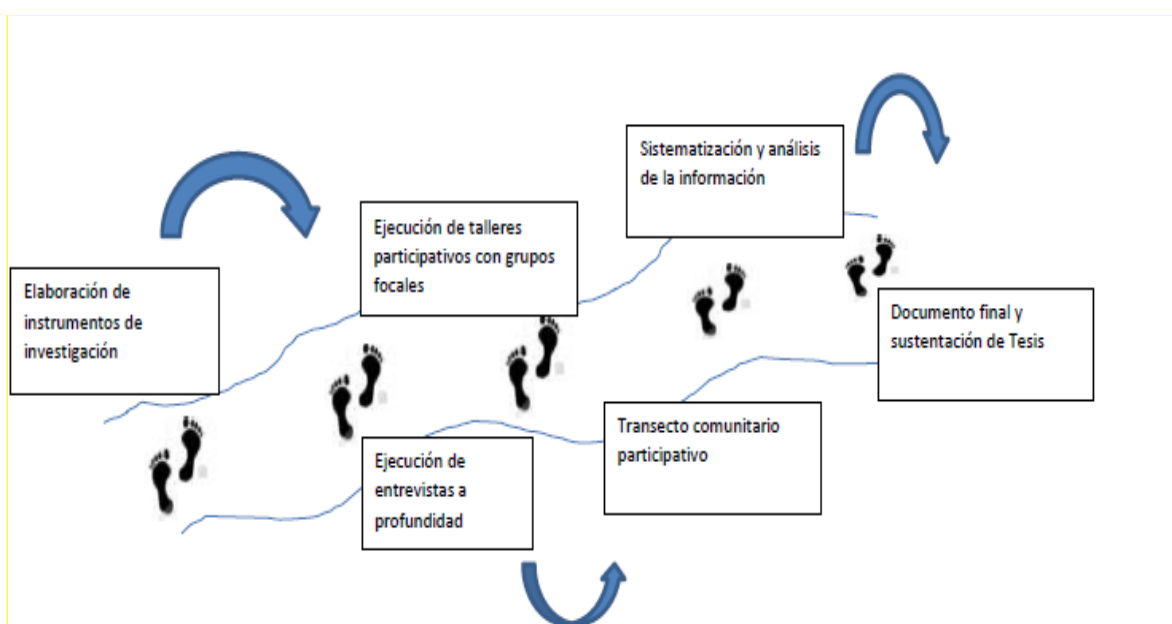 Elaboración de
instrumentos de
investigación
Ejecución de talleres
participativos con grupos
focales
Ejecución de
entrevistas a
profundidad
Transecto comunitario
participativo
Sistematización y análisis
de la información
Documento final y
sustentación de Tesis